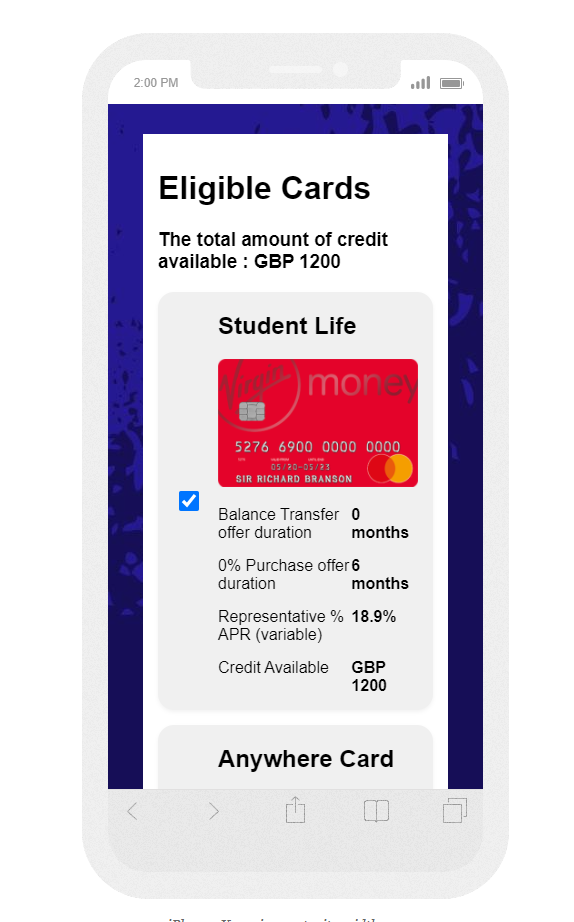 2:00 PM
Eligible Cards
The total amount of credit
available : GBP 1200
Student Life
Virgin money
5276 6900 0000 0000
05/20-05/23
SIR RICHARD BRANSON
Balance Transfer 0
offer duration months
0% Purchase offer 6
duration months
Representative % 18.9%
APR (variable)
Credit Available GBP
1200
Anywhere Card